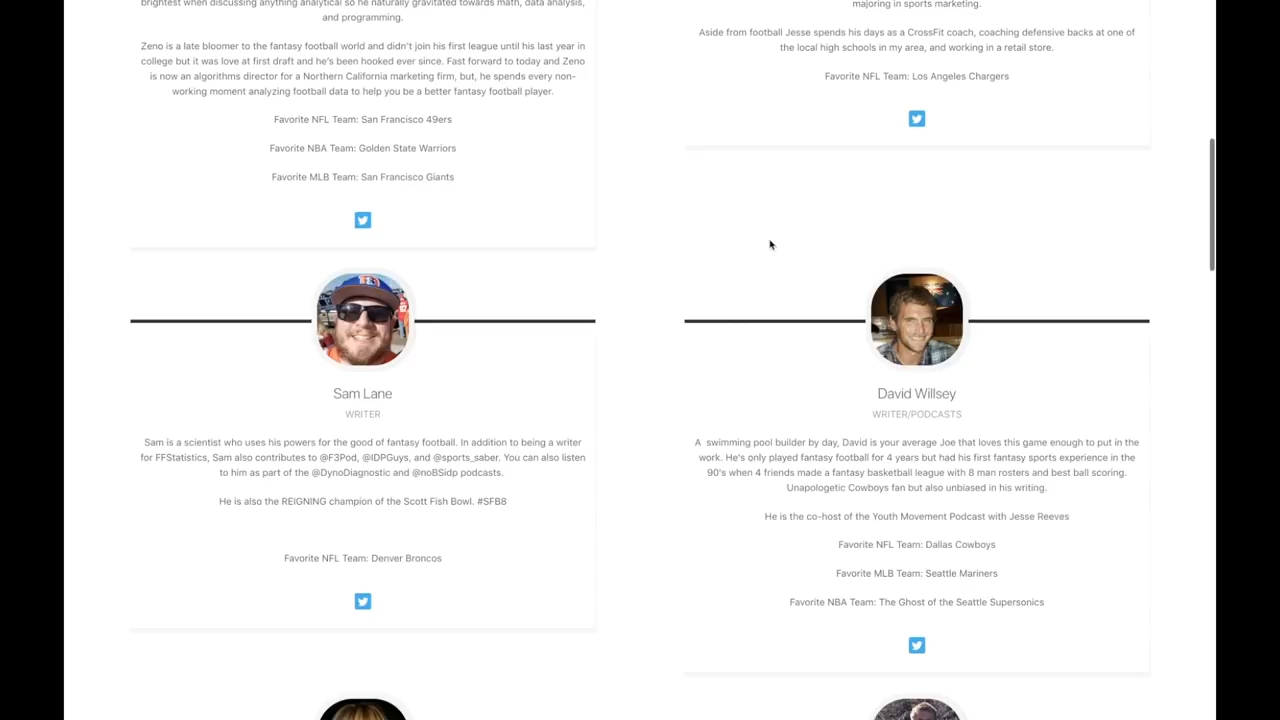 brightest when discussing anything analytical so he naturally gravitated towards math, data analysis,
and programming.
Zeno is a late bloomer to the fantasy football world and didn't join his first league until his last year in
college but it was love at first draft and he's been hooked ever since. Fast forward to today and Zeno
is now an algorithms director for a Northern California marketing firm, but, he spends every non-
working moment analyzing football data to help you be a better fantasy football player.
Favorite NFL Team: San Francisco 49ers
Favorite NBA Team: Golden State Warriors
Favorite MLB Team: San Francisco Giants
majoring in sports marketing.
Aside from football Jesse spends his days as a CrossFit coach, coaching defensive backs at one of
the local high schools in my area, and working in a retail store.
Favorite NFL Team: Los Angeles Chargers
Sam Lane
WRITER
Sam is a scientist who uses his powers for the good of fantasy football. In addition to being a writer
for FFStatistics, Sam also contributes to @F3Pod, @IDPGuys, and @sports_saber. You can also listen
to him as part of the @DynoDiagnostic and @noBSidp podcasts.
He is also the REIGNING champion of the Scott Fish Bowl. #SFB8
Favorite NFL Team: Denver Broncos
David Willsey
WRITER/PODCASTS
A swimming pool builder by day, David is your average Joe that loves this game enough to put in the
work. He's only played fantasy football for 4 years but had his first fantasy sports experience in the
90's when 4 friends made a fantasy basketball league with 8 man rosters and best ball scoring.
Unapologetic Cowboys fan but also unbiased in his writing.
He is the co-host of the Youth Movement Podcast with Jesse Reeves
Favorite NFL Team: Dallas Cowboys
Favorite MLB Team: Seattle Mariners
Favorite NBA Team: The Ghost of the Seattle Supersonics